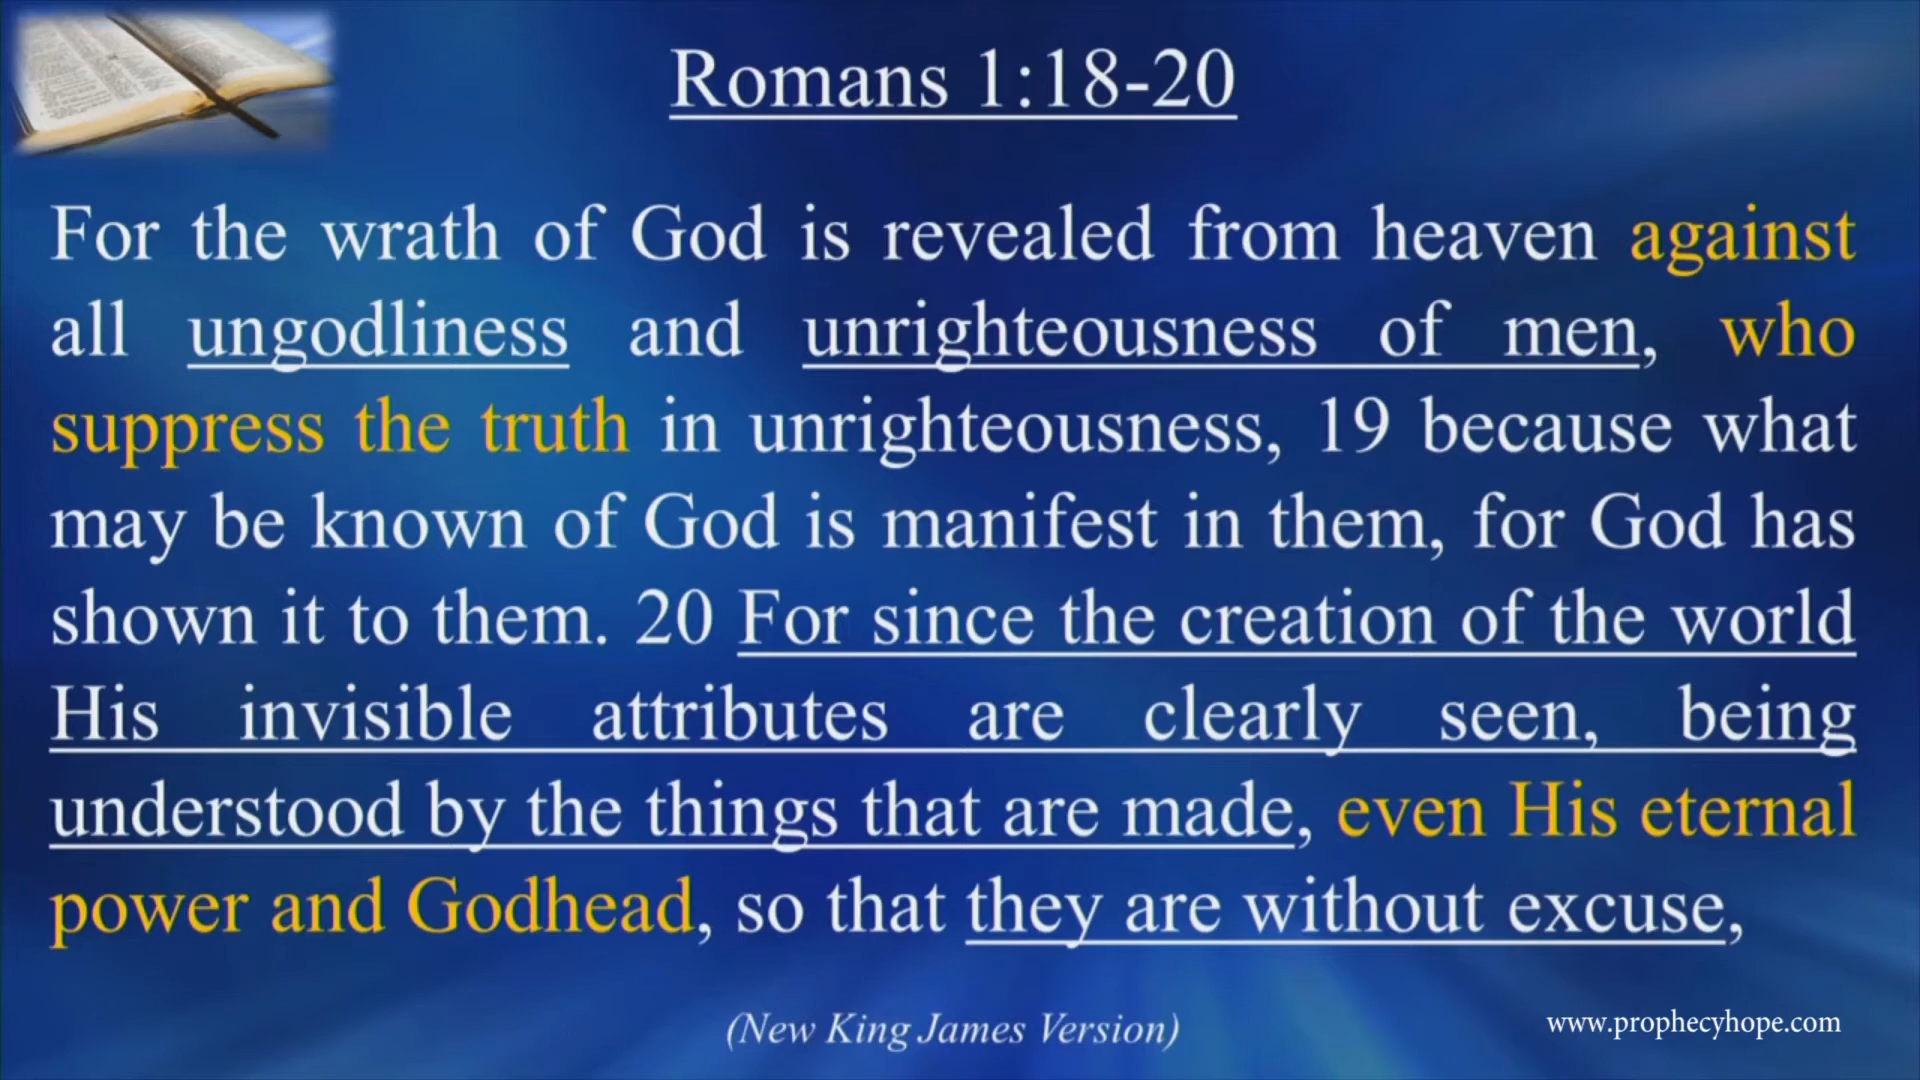 Romans 1:18-20
For the wrath of God is revealed from heaven against
all ungodliness and unrighteousness of men, who
suppress the truth in unrighteousness, 19 because what
may be known of God is manifest in them, for God has
shown it to them. 20 For since the creation of the world
His invisible attributes are clearly seen, being
understood by the things that are made, even His eternal
power and Godhead, so that they are without excuse,
(New King James Version)
www.prophecyhope.com